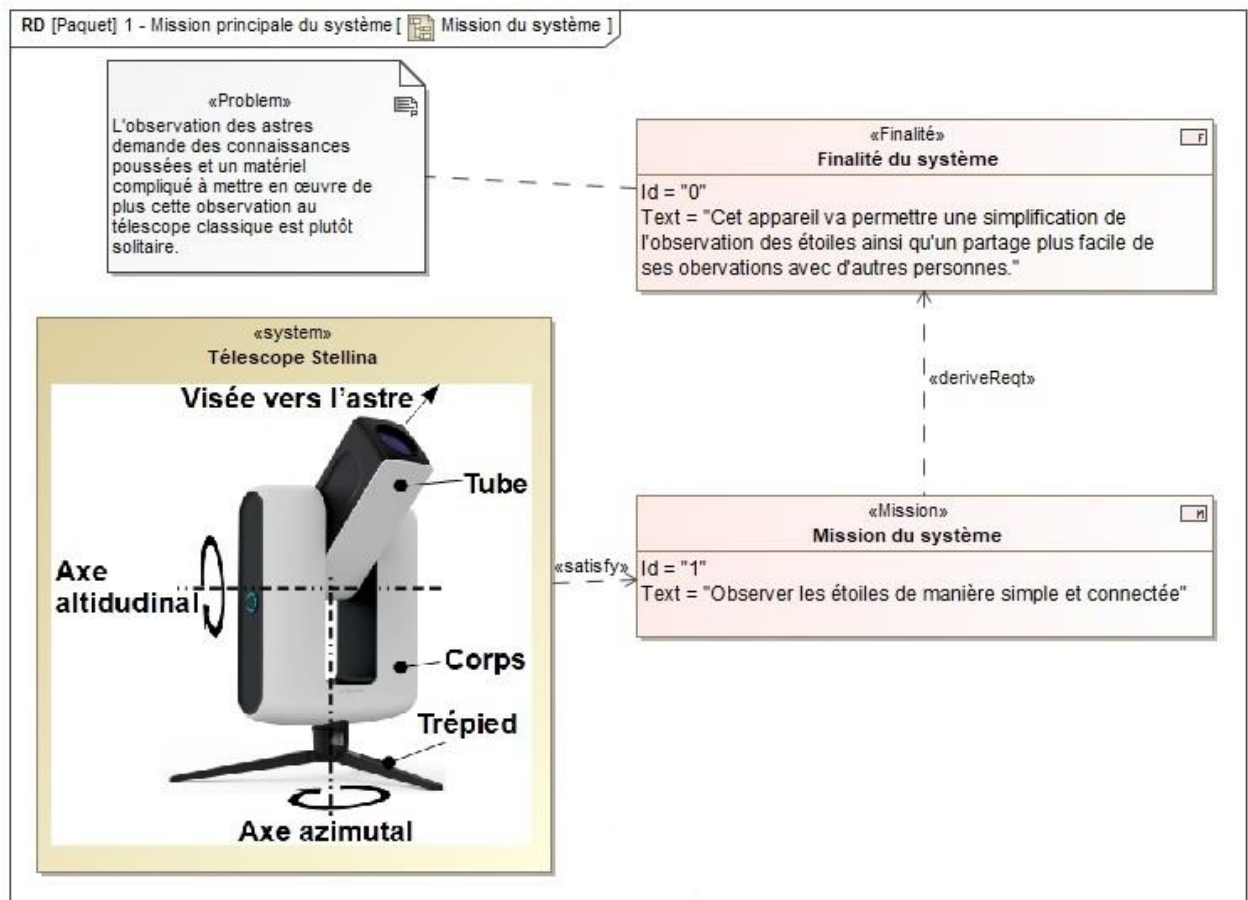 RD [Paquet] 1 - Mission principale du système [ Mission du système ]
«Problem»
L'observation des astres
demande des connaissances
poussées et un matériel
compliqué à mettre en œuvre de
plus cette observation au
télescope classique est plutôt
solitaire.
«Finalité»
F
Finalité du système
Id = "0"
Text = "Cet appareil va permettre une simplification de
l'observation des étoiles ainsi qu'un partage plus facile de
ses obervations avec d'autres personnes."
«deriveReqt»
«system»
Télescope Stellina
Visée vers l'astre
Tube
Axe
altidudinal
Corps
Trépied
Axe azimutal
«satisfy»
«Mission»
M
Mission du système
Id = "1"
Text = "Observer les étoiles de manière simple et connectée"